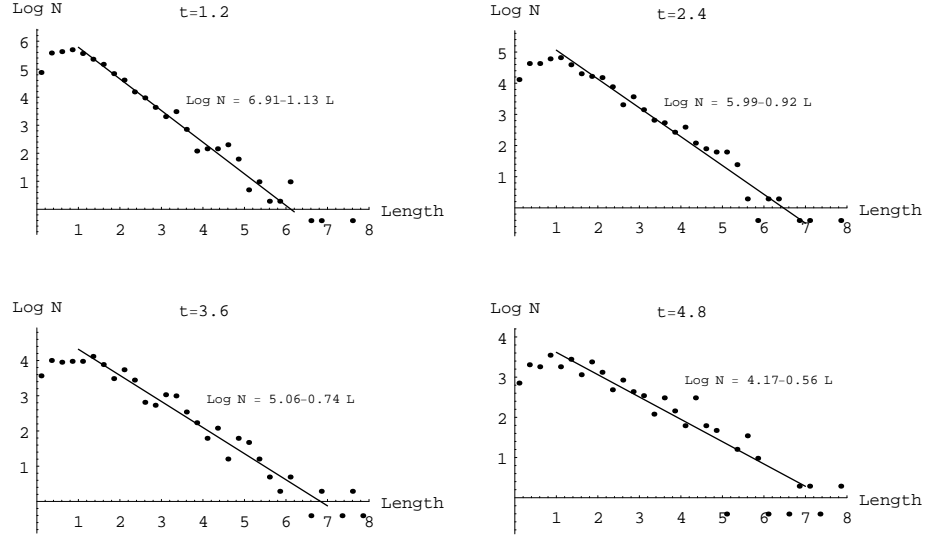 Log N
t=1.2
6
5
4
3
2
1
Log N = 6.91-1.13 L
Length
1 2 3 4 5 6 7 8
Log N
t=2.4
5
4
3
2
1
Log N = 5.99-0.92 L
Length
1 2 3 4 5 6 7 8
Log N
t=3.6
4
3
2
1
Log N = 5.06-0.74 L
Length
1 2 3 4 5 6 7 8
Log N
t=4.8
4
3
2
1
Log N = 4.17-0.56 L
Length
1 2 3 4 5 6 7 8